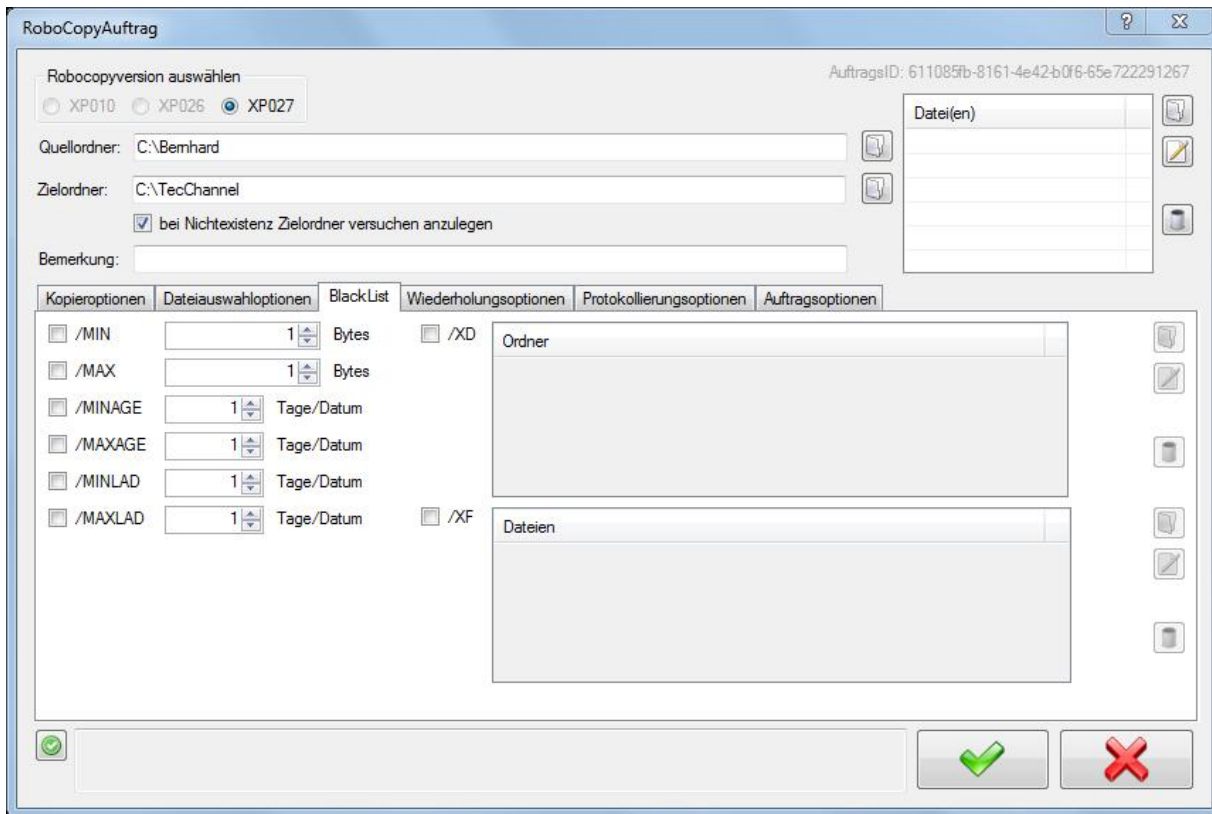 RoboCopyAuftrag
?
AuftragsID: 611085fb-8161-4e42-b0f6-65e722291267
Robocopyversion auswählen
XP010 XP026 XP027
Datei(en)
Quellordner: C:\Bernhard
Zielordner: C:\TecChannel
bei Nichtexistenz Zielordner versuchen anzulegen
Bemerkung:
Kopieroptionen Dateiauswahloptionen BlackList Wiederholungsoptionen Protokollierungsoptionen Auftragsoptionen
/MIN 1 Bytes /XD Ordner
/MAX 1 Bytes
/MINAGE 1 Tage/Datum
/MAXAGE 1 Tage/Datum
/MINLAD 1 Tage/Datum
/MAXLAD 1 Tage/Datum /XF Dateien